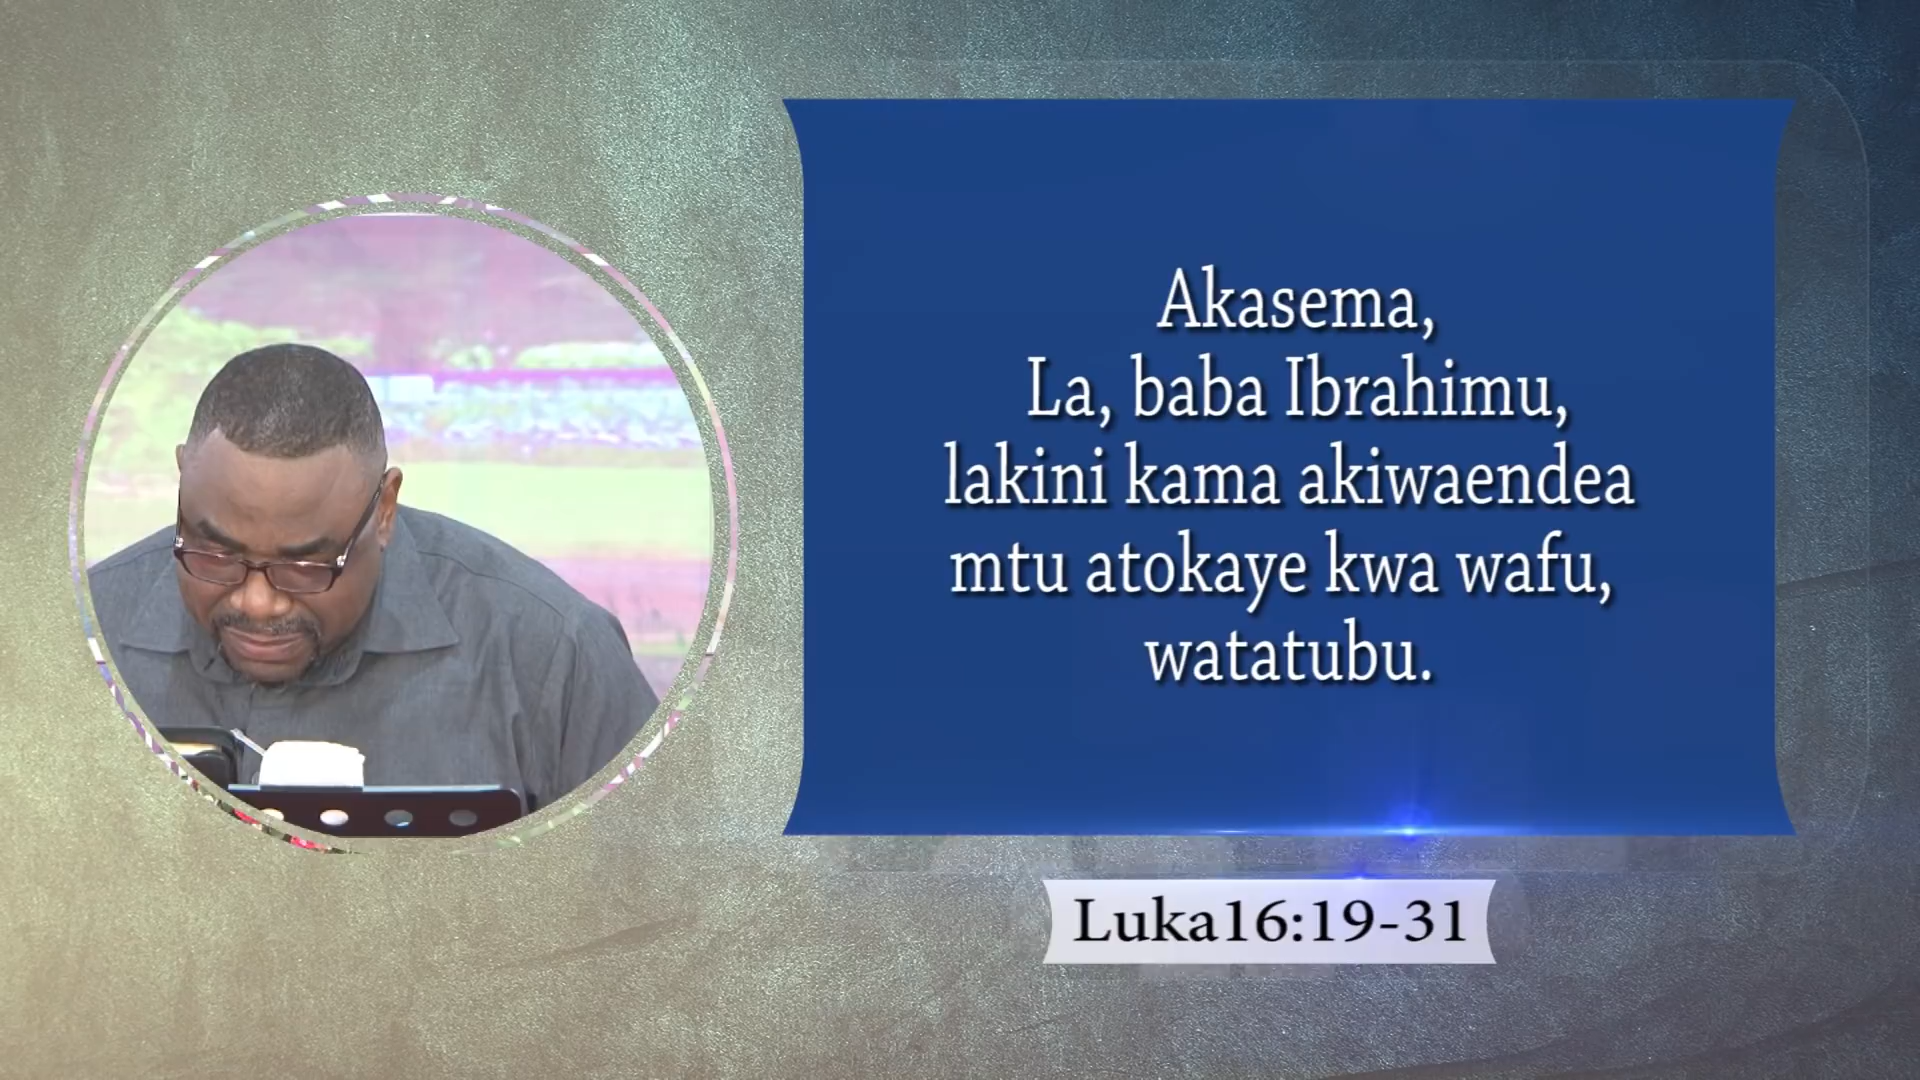 Akasema,
La, baba Ibrahimu,
lakini kama akiwaendea
mtu atokaye kwa wafu,
watatubu.
Luka16:19-31